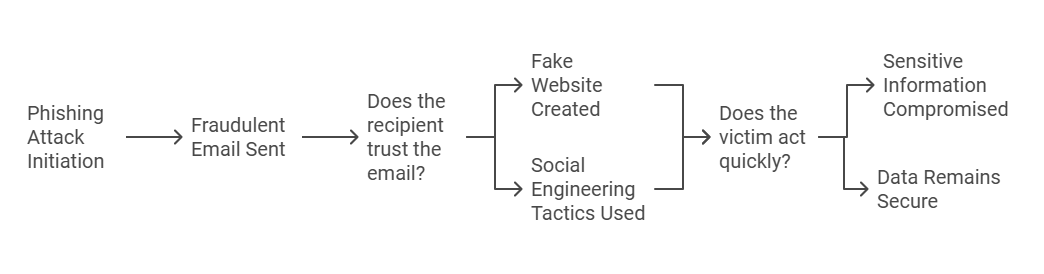 Phishing
Attack
Initiation
Fraudulent
Email Sent
Does the
recipient
trust the
email?
Fake
Website
Created
Social
Engineering
Tactics Used
Does the
victim act
quickly?
Sensitive
Information
Compromised
Data Remains
Secure